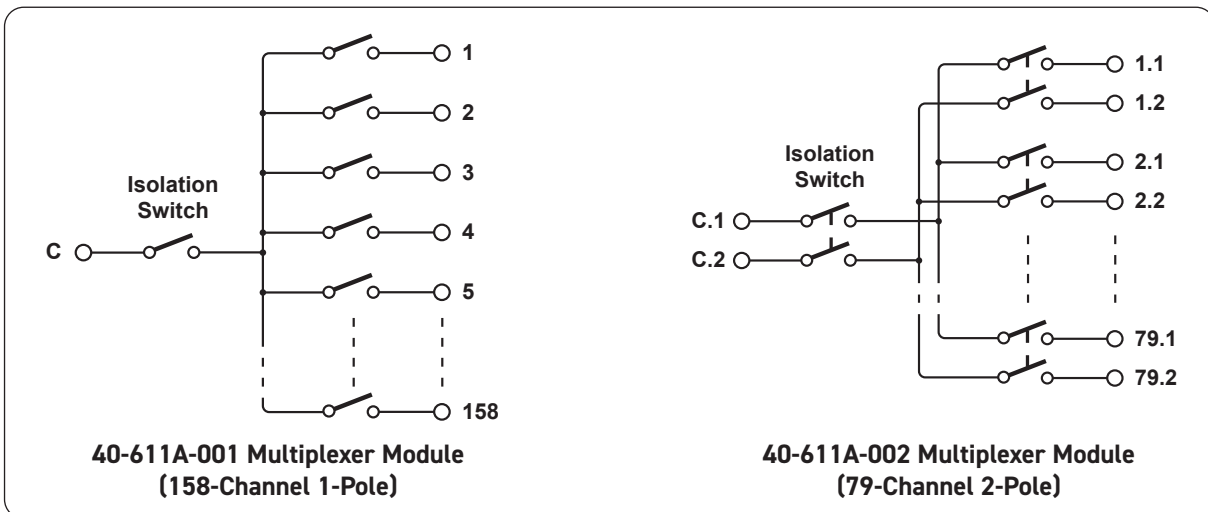 1
2
3
4
5
158
Isolation
Switch
C
40-611A-001 Multiplexer Module
(158-Channel 1-Pole)
1.1
1.2
2.1
2.2
79.1
79.2
Isolation
Switch
C.1
C.2
40-611A-002 Multiplexer Module
(79-Channel 2-Pole)